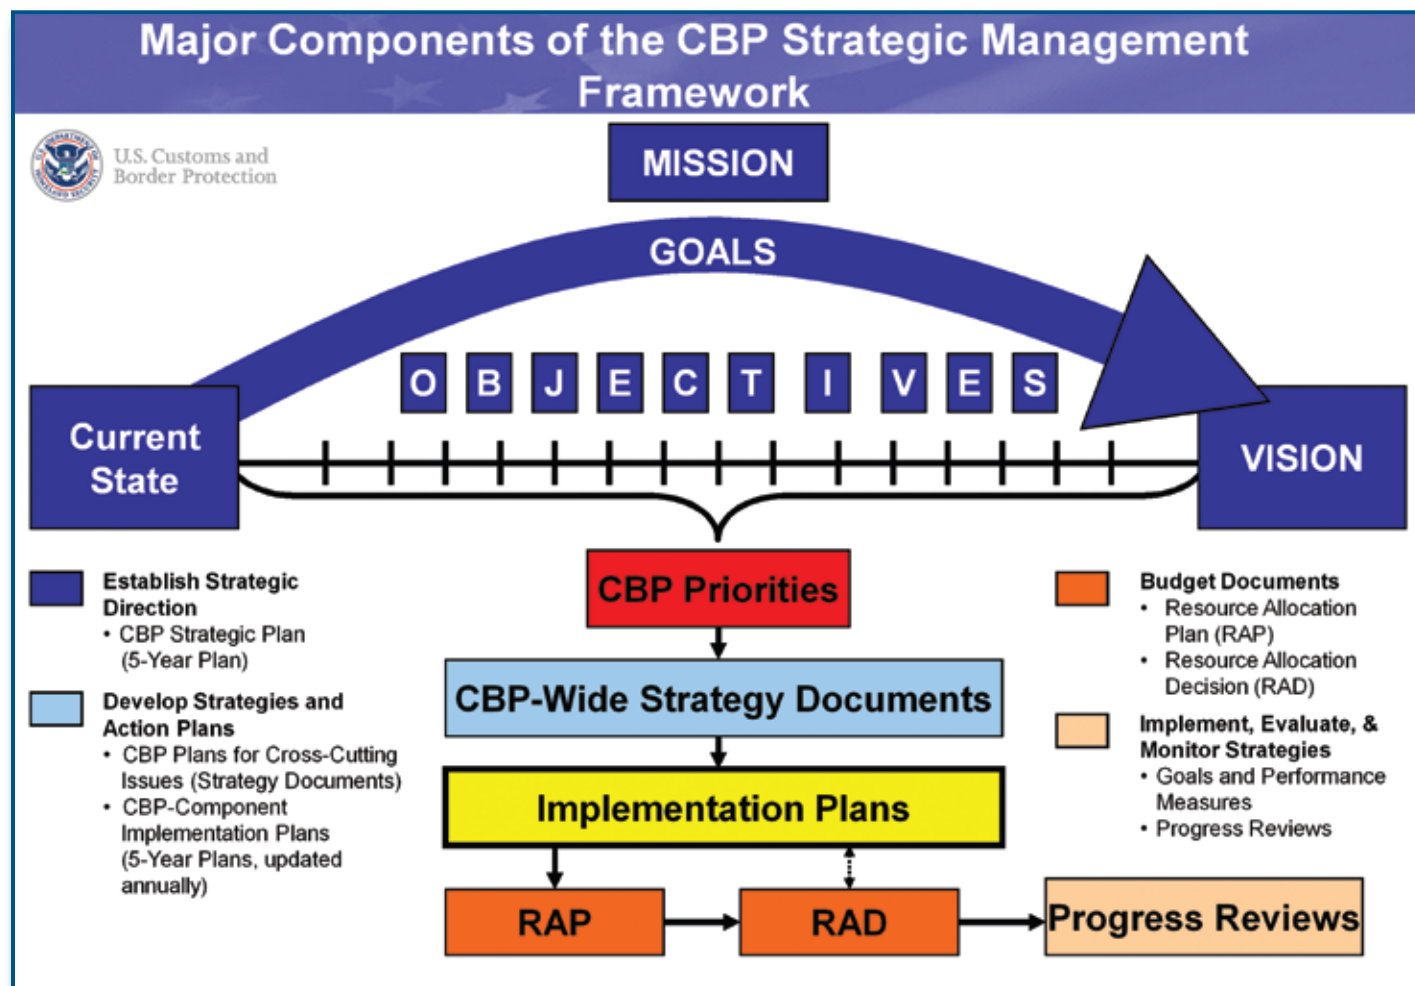 Major Components of the CBP Strategic Management
Framework
U.S. Customs and
Border Protection
U.S. DEPARTMENT OF
HOMELAND SECURITY
MISSION
GOALS
O B J E C T I V E S
Current
State
VISION
CBP Priorities
CBP-Wide Strategy Documents
Implementation Plans
RAP
RAD
Progress Reviews
Establish Strategic
Direction
• CBP Strategic Plan
(5-Year Plan)
Develop Strategies and
Action Plans
• CBP Plans for Cross-Cutting
Issues (Strategy Documents)
• CBP-Component
Implementation Plans
(5-Year Plans, updated
annually)
Budget Documents
• Resource Allocation
Plan (RAP)
• Resource Allocation
Decision (RAD)
Implement, Evaluate, &
Monitor Strategies
• Goals and Performance
Measures
• Progress Reviews